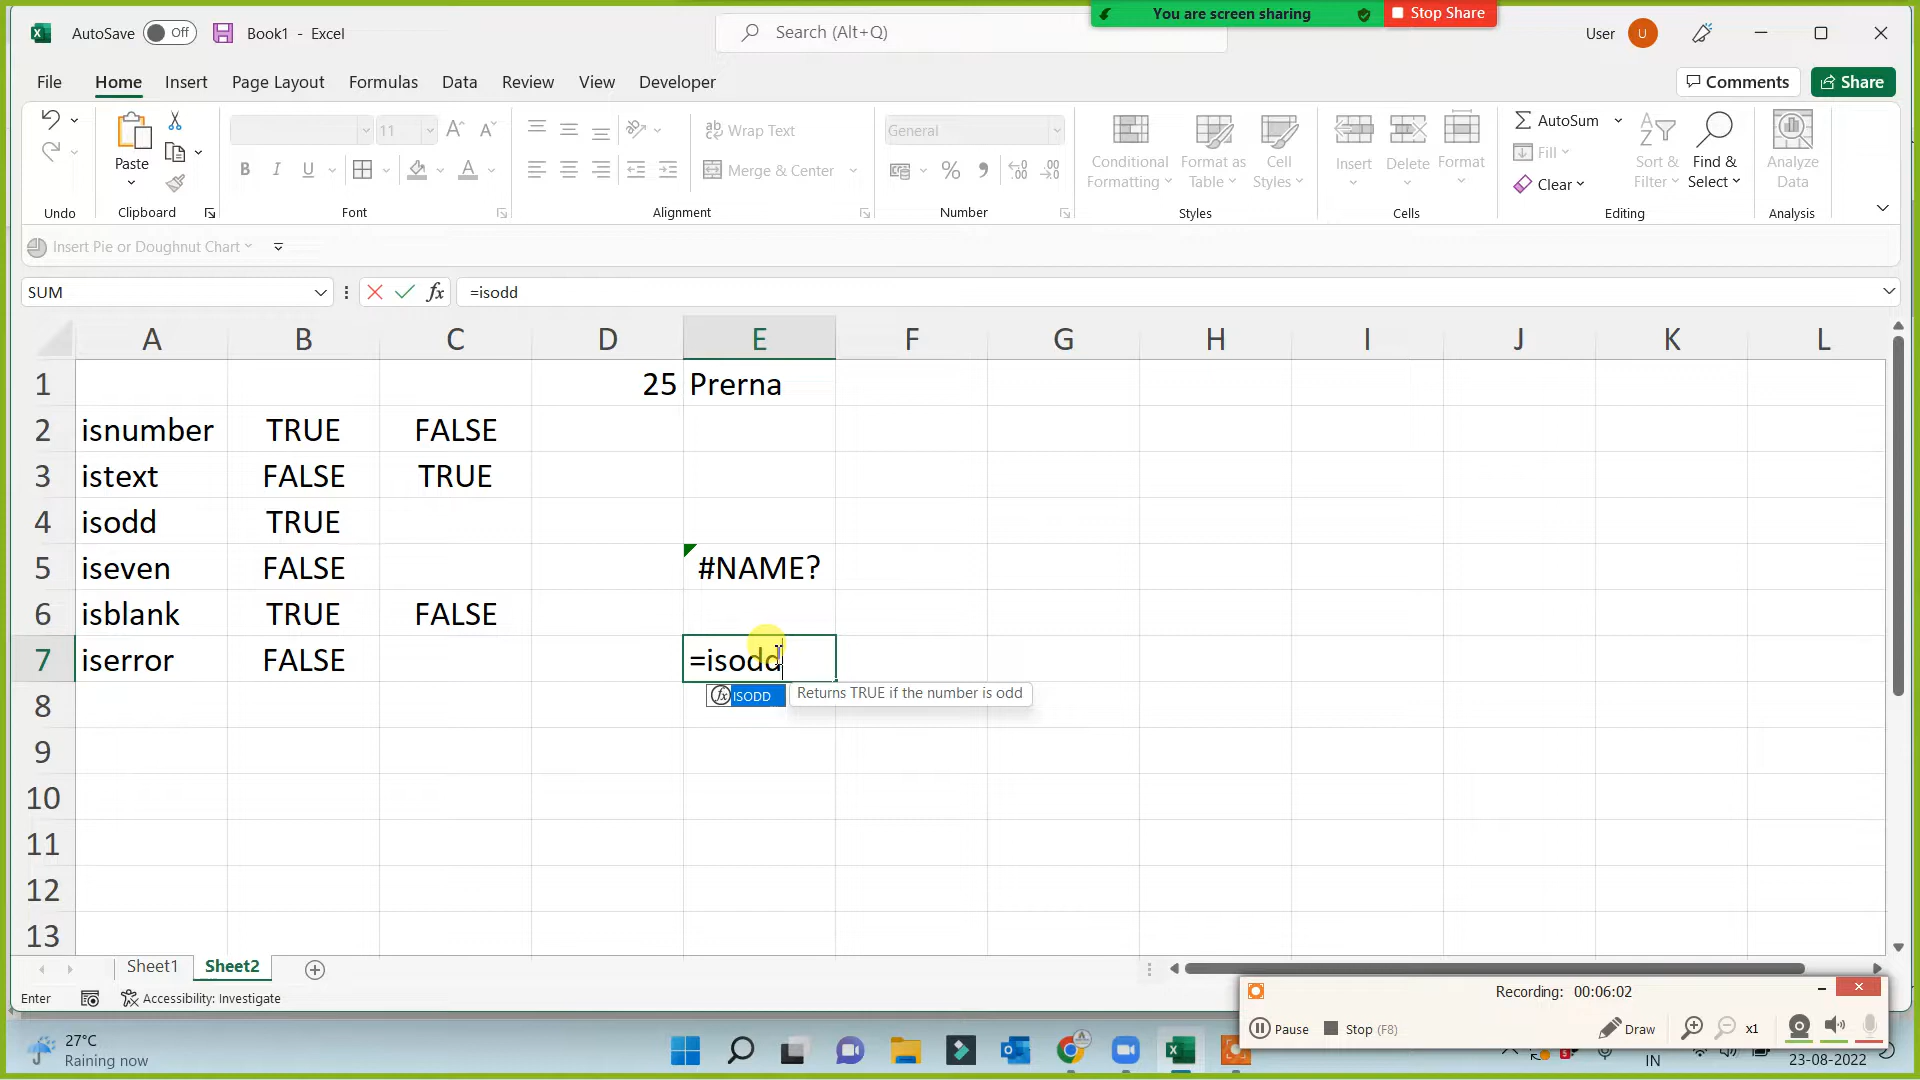 You are screen sharing Stop Share
AutoSave Off Book1 - Excel Search (Alt+Q) User U
File Home Insert Page Layout Formulas Data Review View Developer Comments Share
Paste 11 Wrap Text General Conditional Formatting Format as Table Cell Styles Insert Delete Format AutoSum Fill Clear Sort & Filter Find & Select Analyze Data
B I U A Merge & Center %
Undo Clipboard Font Alignment Number Styles Cells Editing Analysis
Insert Pie or Doughnut Chart
SUM fx =isodd
A B C D E F G H I J K L
1 25 Prerna
2 isnumber TRUE FALSE
3 istext FALSE TRUE
4 isodd TRUE
5 iseven FALSE #NAME?
6 isblank TRUE FALSE
7 iserror FALSE =isodd
8 fx ISODD Returns TRUE if the number is odd
9
10
11
12
13
Sheet1 Sheet2
Enter Accessibility: Investigate
Recording: 00:06:02
Pause Stop (F8) Draw x1
27°C
Raining now
IN
23-08-2022